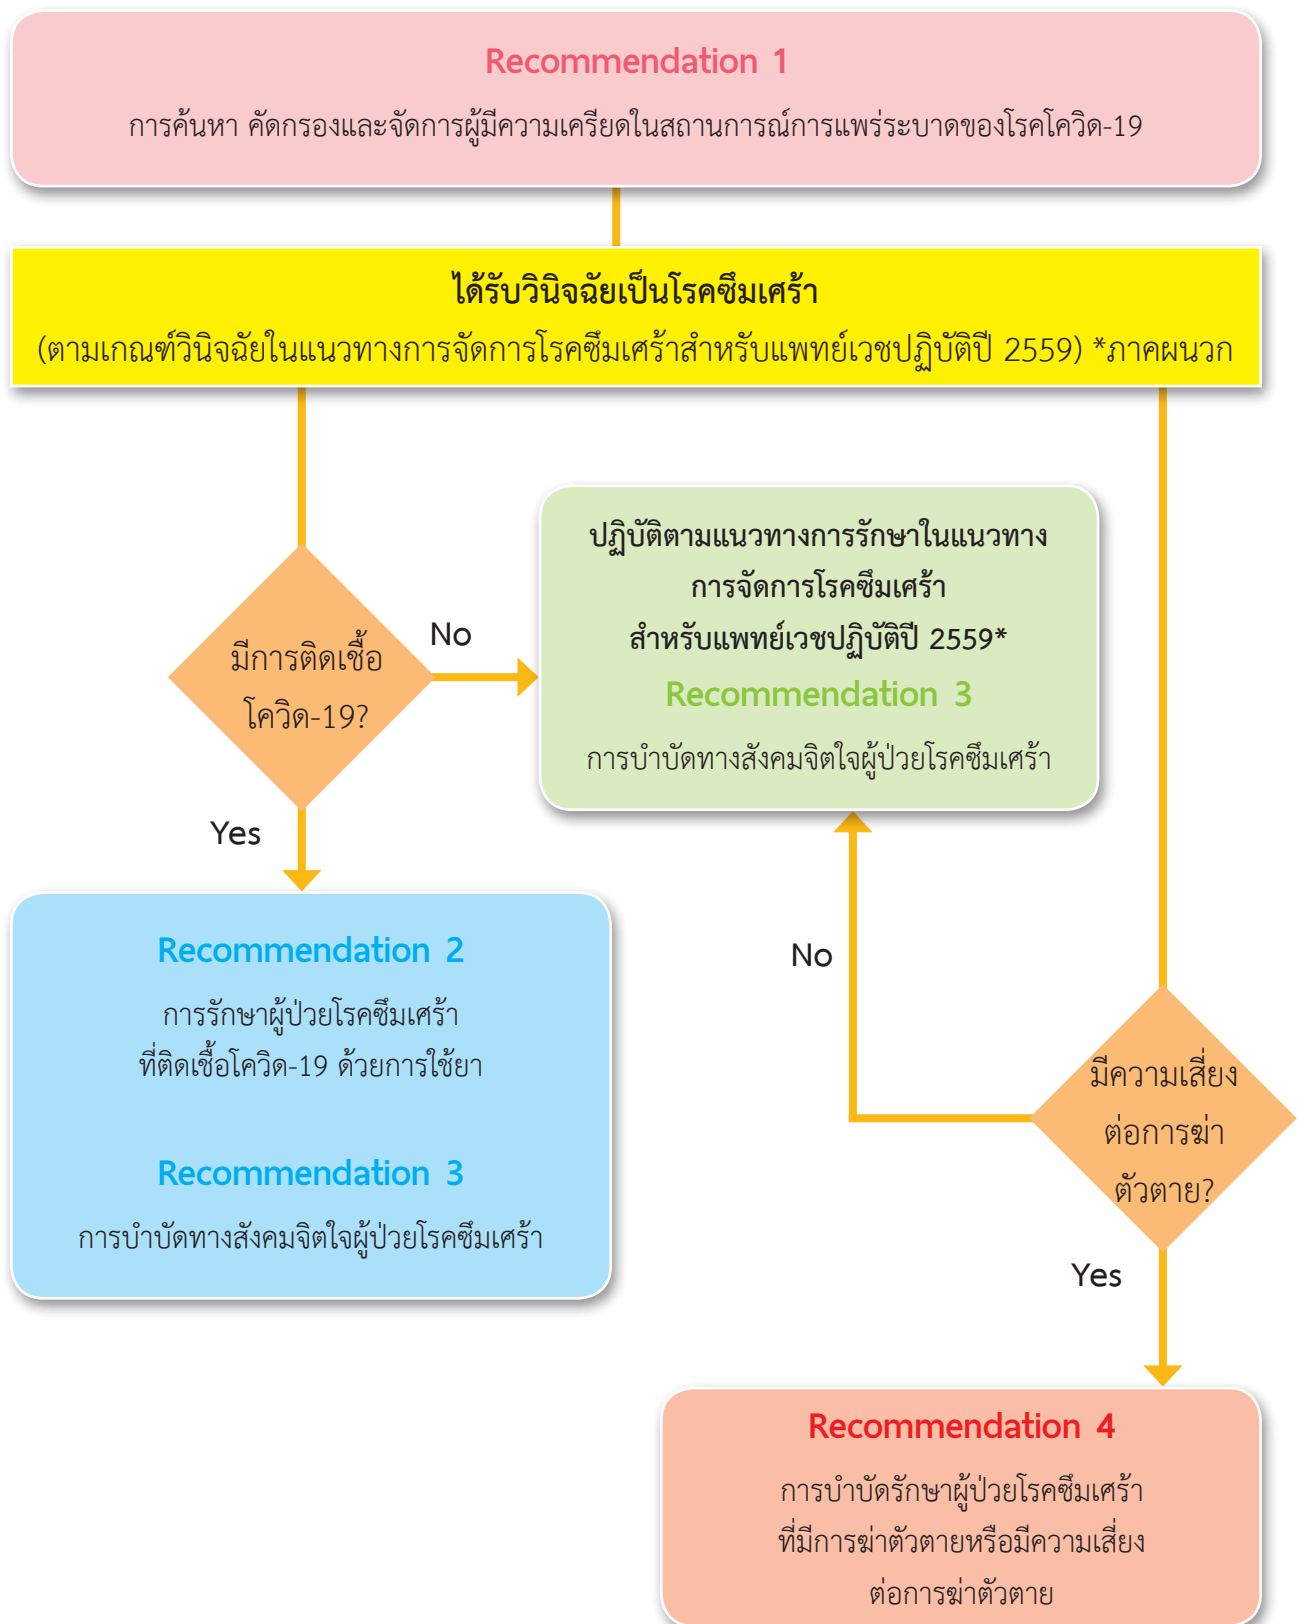 Recommendation 1
การค้นหา คัดกรองและจัดการผู้มีความเครียดในสถานการณ์การแพร่ระบาดของโรคโควิด-19
ได้รับวินิจฉัยเป็นโรคซึมเศร้า
(ตามเกณฑ์วินิจฉัยในแนวทางการจัดการโรคซึมเศร้าสำหรับแพทย์เวชปฏิบัติปี 2559) *ภาคผนวก
มีการติดเชื้อ
โควิด-19?
No
Yes
ปฏิบัติตามแนวทางการรักษาในแนวทาง
การจัดการโรคซึมเศร้า
สำหรับแพทย์เวชปฏิบัติปี 2559*
Recommendation 3
การบำบัดทางสังคมจิตใจผู้ป่วยโรคซึมเศร้า
Recommendation 2
การรักษาผู้ป่วยโรคซึมเศร้า
ที่ติดเชื้อโควิด-19 ด้วยการใช้ยา
Recommendation 3
การบำบัดทางสังคมจิตใจผู้ป่วยโรคซึมเศร้า
No
มีความเสี่ยง
ต่อการฆ่า
ตัวตาย?
Yes
Recommendation 4
การบำบัดรักษาผู้ป่วยโรคซึมเศร้า
ที่มีการฆ่าตัวตายหรือมีความเสี่ยง
ต่อการฆ่าตัวตาย